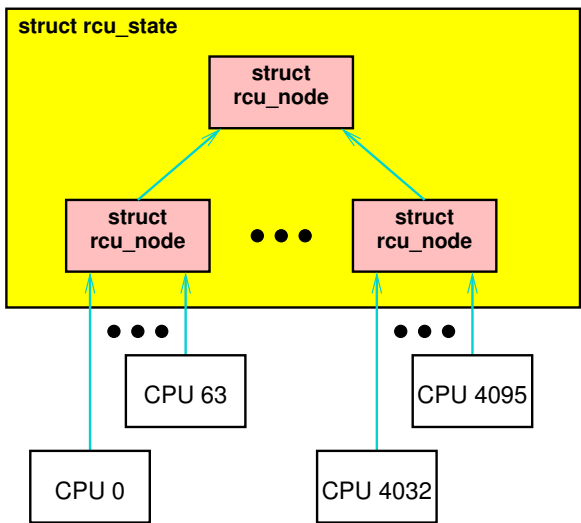 struct rcu_state
struct
rcu_node
struct
rcu_node
struct
rcu_node
CPU 63
CPU 4095
CPU 0
CPU 4032